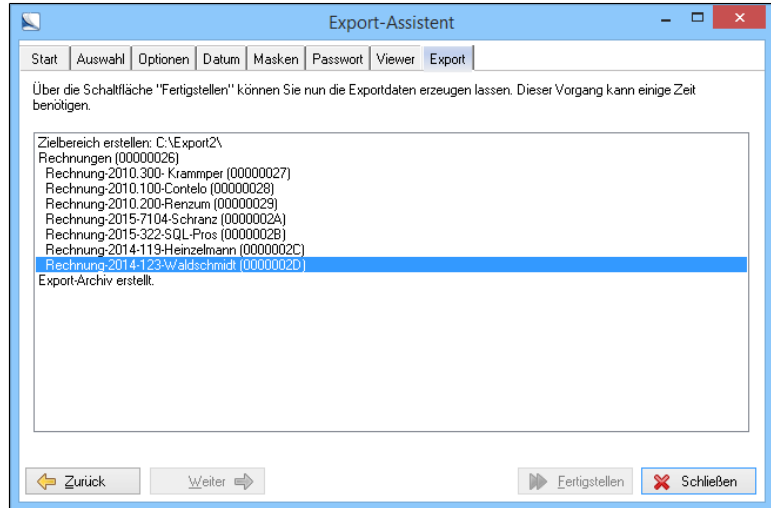 Export-Assistent
Start Auswahl Optionen Datum Masken Passwort Viewer Export
Über die Schaltfläche "Fertigstellen" können Sie nun die Exportdaten erzeugen lassen. Dieser Vorgang kann einige Zeit
benötigen.
Zielbereich erstellen: C:\Export2\
Rechnungen (00000026)
Rechnung-2010.300- Krammper (00000027)
Rechnung-2010.100-Contelo (00000028)
Rechnung-2010.200-Renzum (00000029)
Rechnung-2015-7104-Schranz (0000002A)
Rechnung-2015-322-SQL-Pros (0000002B)
Rechnung-2014-119-Heinzelmann (0000002C)
Rechnung-2014-123-Waldschmidt (0000002D)
Export-Archiv erstellt.
Zurück Weiter Fertigstellen Schließen